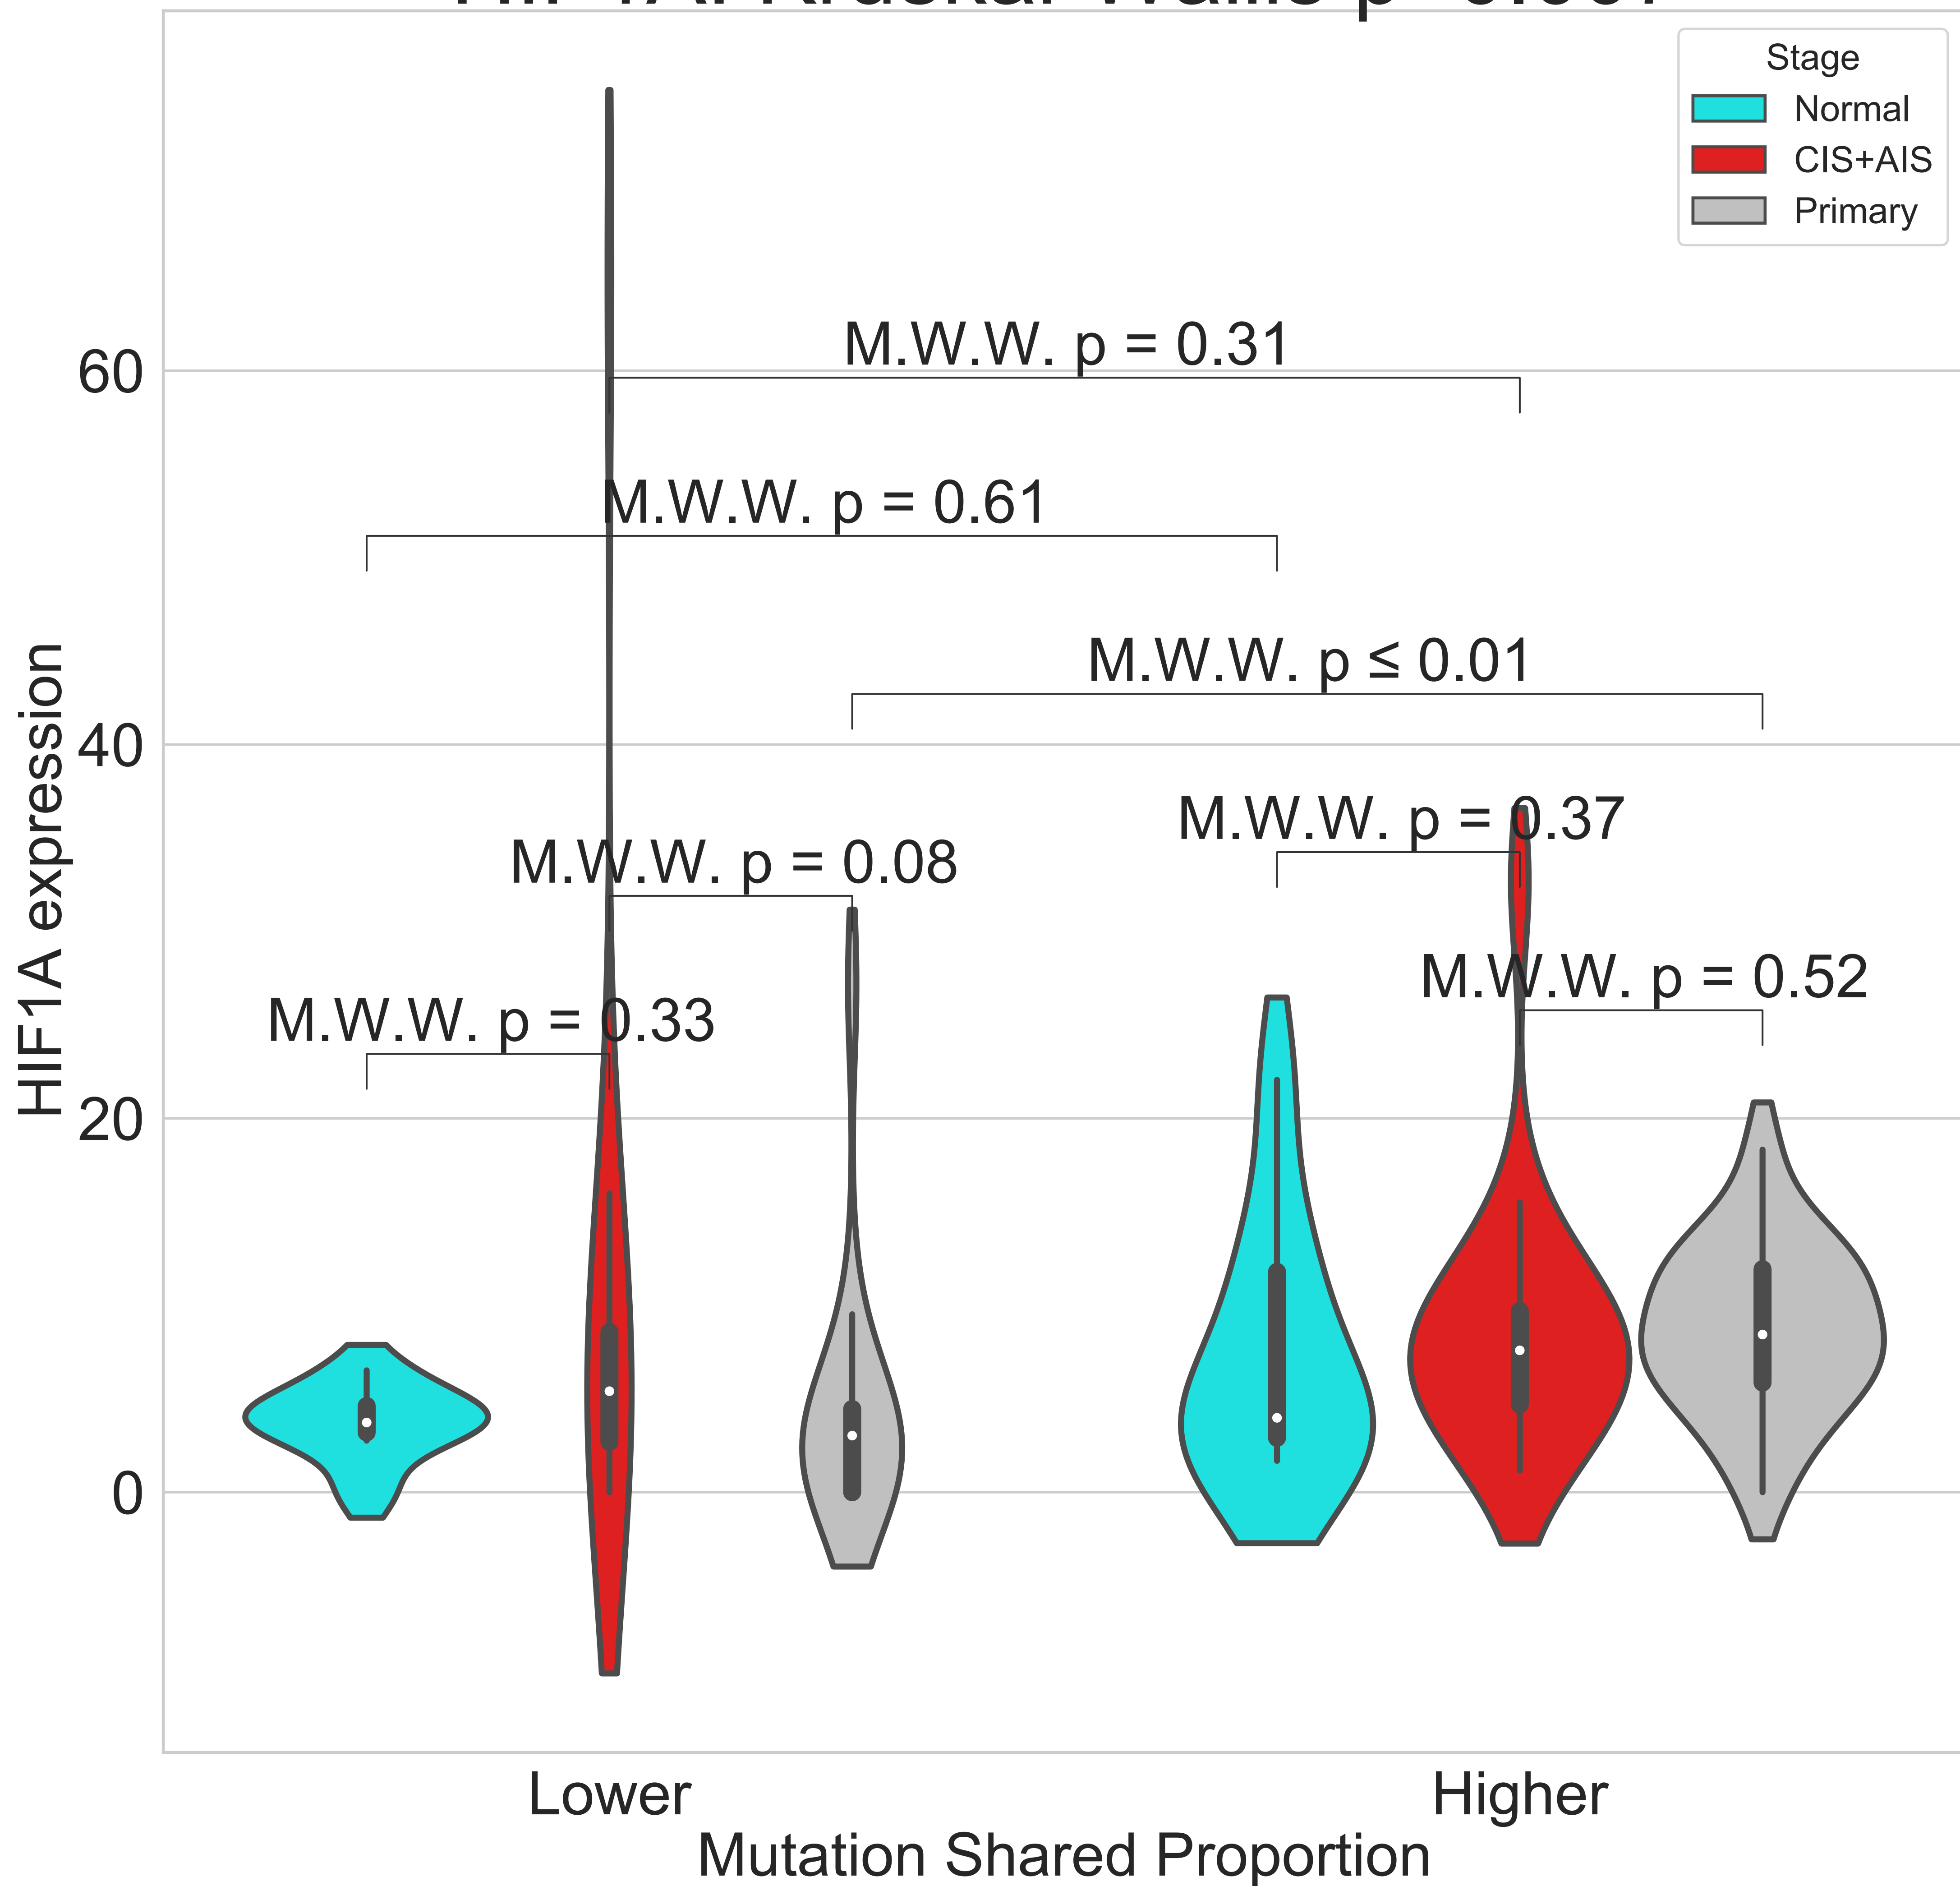 Stage
Normal
CIS+AIS
Primary
M.W.W. p = 0.31
60
M.W.W. p = 0.61
M.W.W. p ≤ 0.01
40
M.W.W. p = 0.37
M.W.W. p = 0.08
M.W.W. p = 0.52
M.W.W. p = 0.33
20
0
HIF1A expression
Lower
Higher
Mutation Shared Proportion